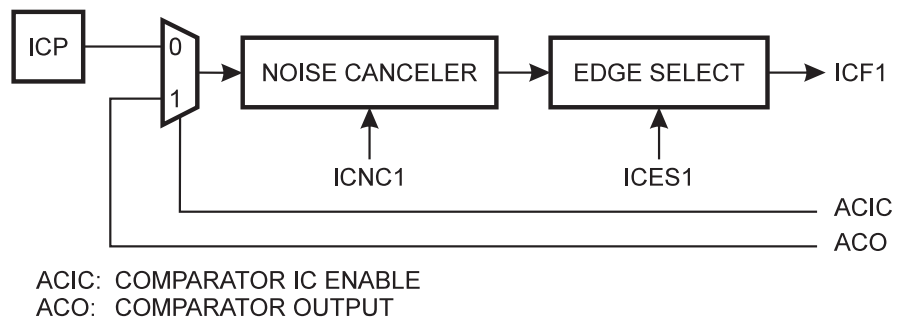 ICP
0
1
NOISE CANCELER
EDGE SELECT
ICF1
ICNC1
ICES1
ACIC
ACO
ACIC: COMPARATOR IC ENABLE
ACO: COMPARATOR OUTPUT